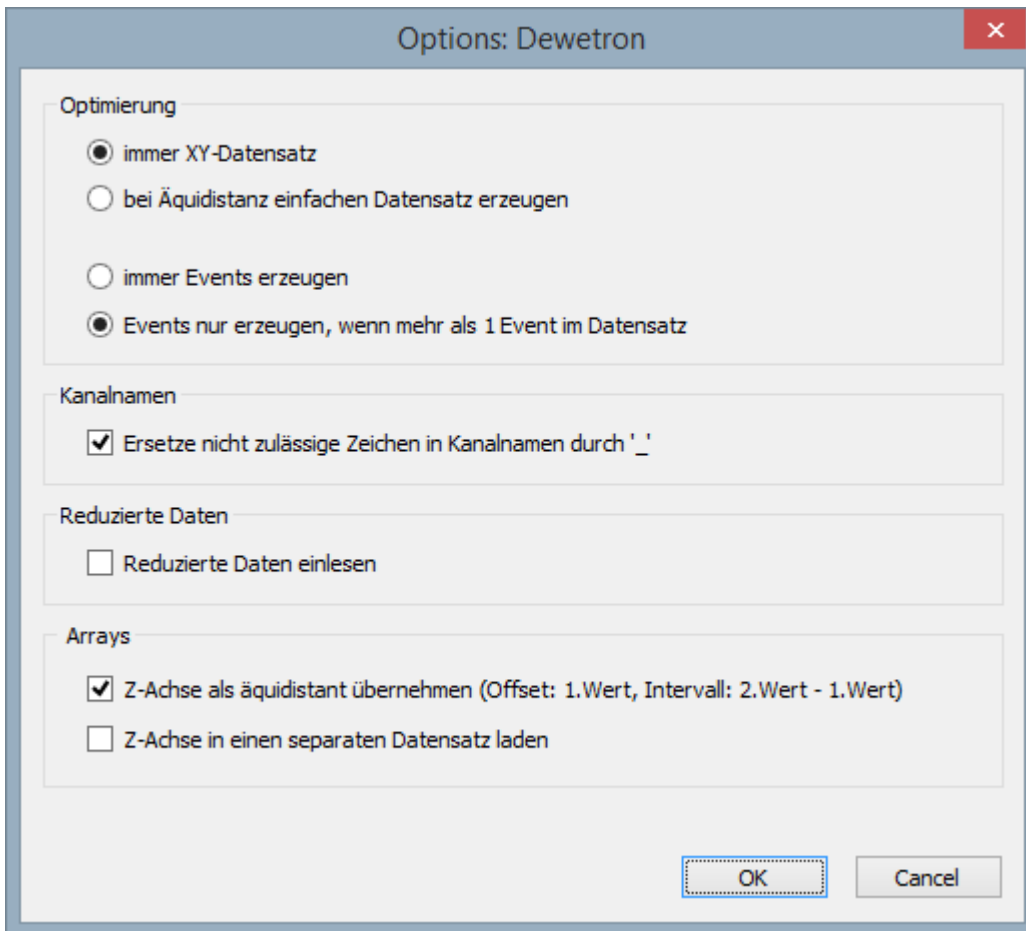 Options: Dewetron
Optimierung
immer XY-Datensatz
bei Äquidistanz einfachen Datensatz erzeugen
immer Events erzeugen
Events nur erzeugen, wenn mehr als 1 Event im Datensatz
Kanalnamen
Ersetze nicht zulässige Zeichen in Kanalnamen durch '_'
Reduzierte Daten
Reduzierte Daten einlesen
Arrays
Z-Achse als äquidistant übernehmen (Offset: 1.Wert, Intervall: 2.Wert - 1.Wert)
Z-Achse in einen separaten Datensatz laden
OK Cancel